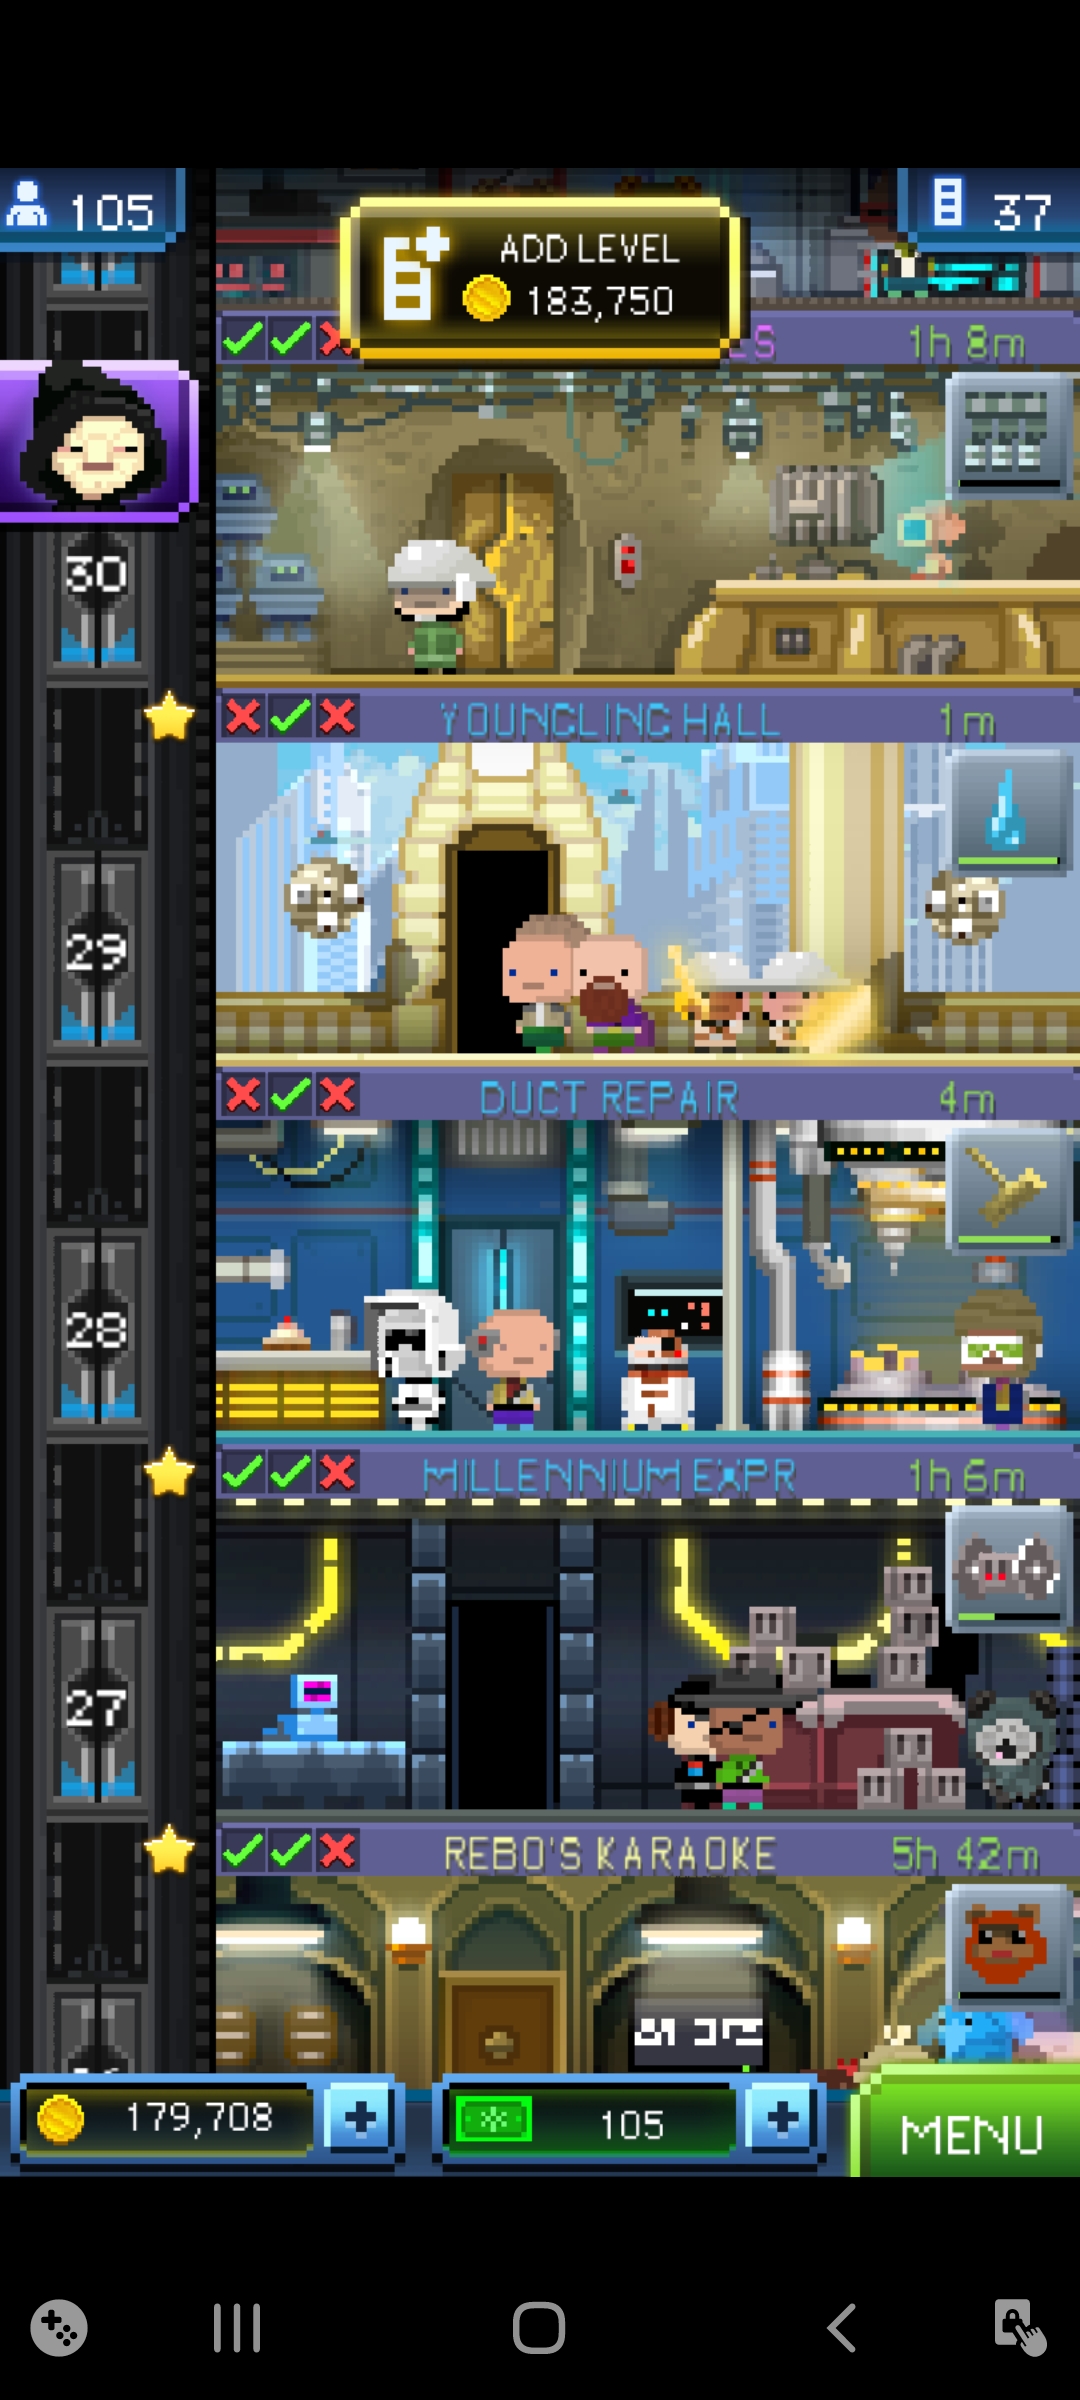 105
37
ADD LEVEL
183,750
1h 8m
30
YOUNGLING HALL
1m
29
DUCT REPAIR
4m
28
MILLENNIUM EXPR
1h 6m
27
REBO'S KARAOKE
5h 42m
179,708
105
MENU